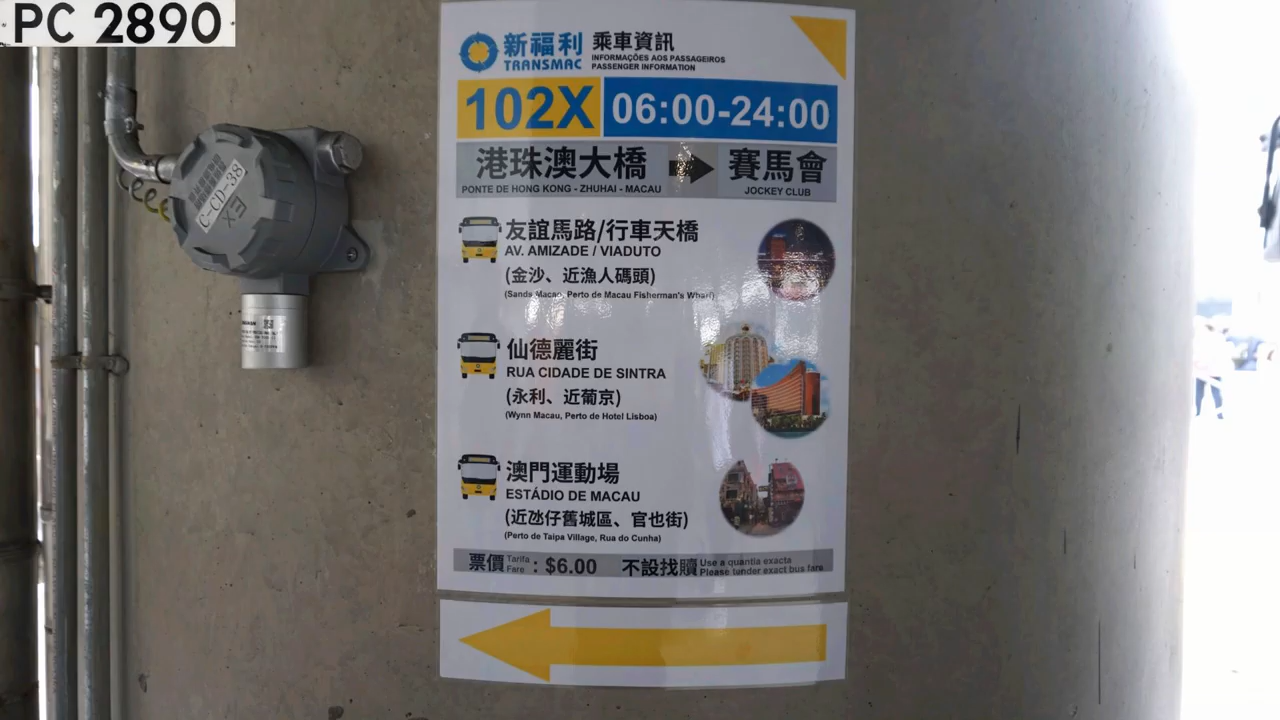 PC 2890
新福利
TRANSMAC
乘車資訊
INFORMAÇÕES AOS PASSAGEIROS
PASSENGER INFORMATION
102X
06:00-24:00
港珠澳大橋
賽馬會
PONTE DE HONG KONG - ZHUHAI - MACAU
JOCKEY CLUB
C-CD-38
友誼馬路/行車天橋
AV. AMIZADE / VIADUTO
(金沙、近漁人碼頭)
(Sands Macao, Perto de Macau Fisherman's Wharf)
仙德麗街
RUA CIDADE DE SINTRA
(永利、近葡京)
(Wynn Macau, Perto de Hotel Lisboa)
澳門運動場
ESTÁDIO DE MACAU
(近氹仔舊城區、官也街)
(Perto de Taipa Village, Rua do Cunha)
票價 Tarifa Fare : $6.00 不設找贖 Use a quantia exacta
Please tender exact bus fare